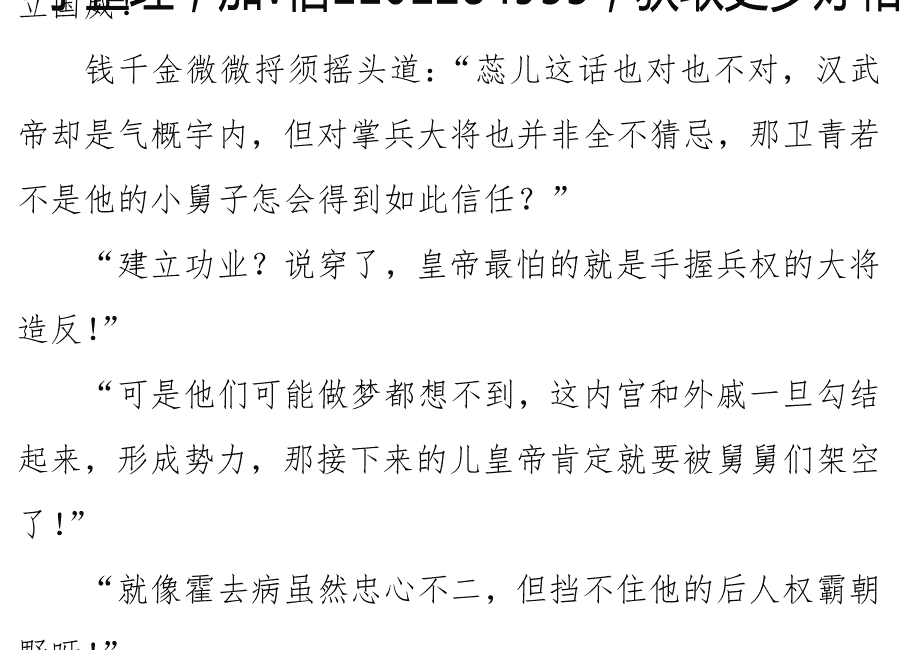 钱千金微微捋须摇头道：“蕊儿这话也对也不对，汉武
帝却是气概宇内，但对掌兵大将也并非全不猜忌，那卫青若
不是他的小舅子怎会得到如此信任？”
“建立功业？说穿了，皇帝最怕的就是手握兵权的大将
造反！”
“可是他们可能做梦都想不到，这内宫和外戚一旦勾结
起来，形成势力，那接下来的儿皇帝肯定就要被舅舅们架空
了！”
“就像霍去病虽然忠心不二，但挡不住他的后人权霸朝
野呀！”